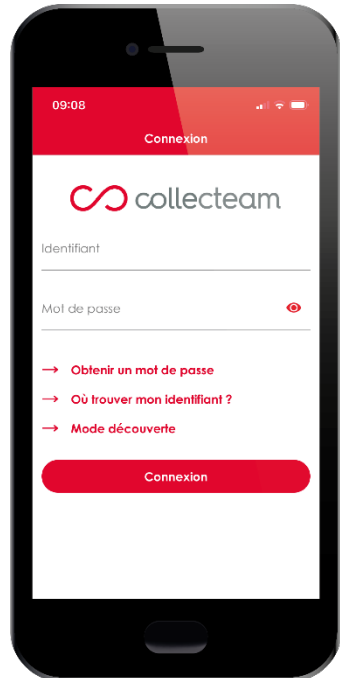 09:08
Connexion
collecteam
Identifiant
Mot de passe
→ Obtenir un mot de passe
→ Où trouver mon identifiant ?
→ Mode découverte
Connexion